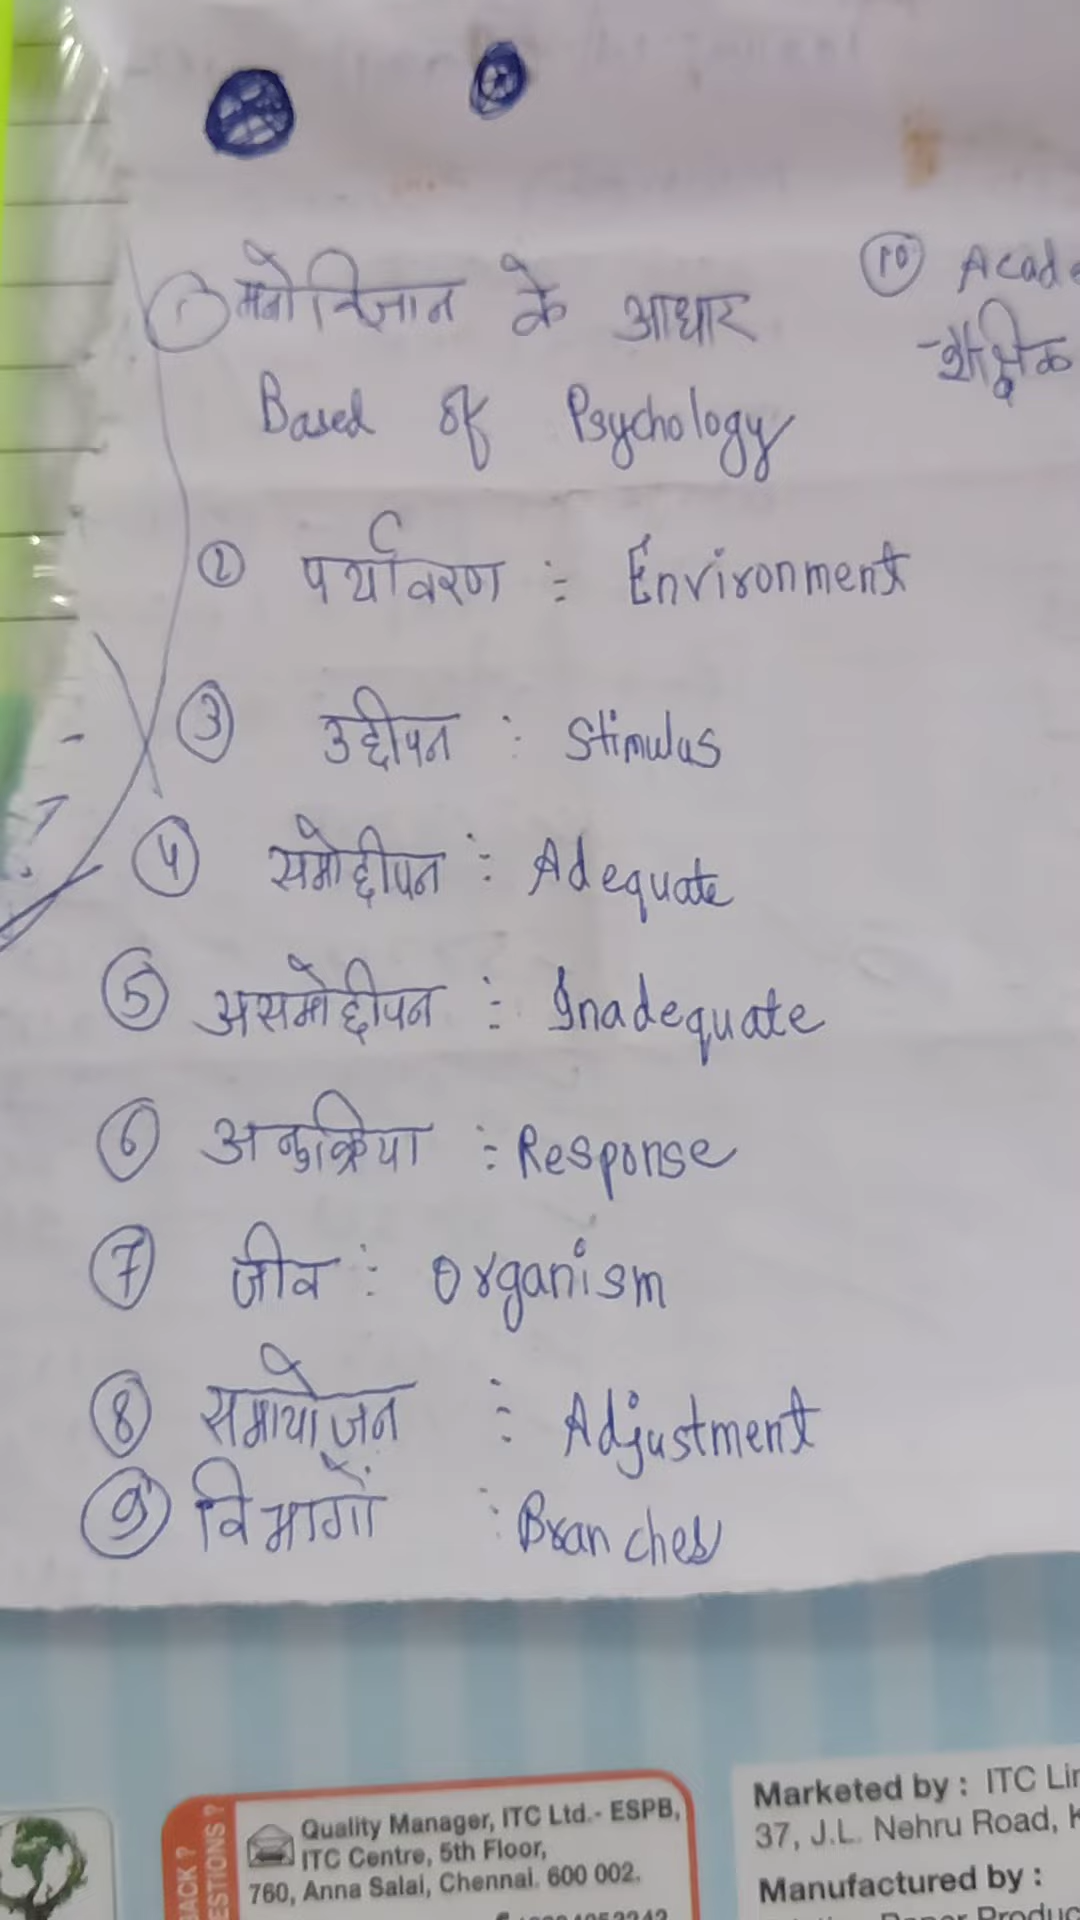 ① मनोविज्ञान के आधार
Based of Psychology
② पर्यावरण :- Environment
③ उद्दीपन : Stimulus
④ समोद्दीपन :- Adequate
⑤ असमोद्दीपन :- Inadequate
⑥ अनुक्रिया :- Response
⑦ जीव :- Organism
⑧ समायोजन :- Adjustment
⑨ विभागों :- Branches
⑩ Acade
Quality Manager, ITC Ltd.- ESPB,
ITC Centre, 5th Floor,
760, Anna Salai, Chennai. 600 002.
Marketed by : ITC Li
37, J.L. Nehru Road, K
Manufactured by :